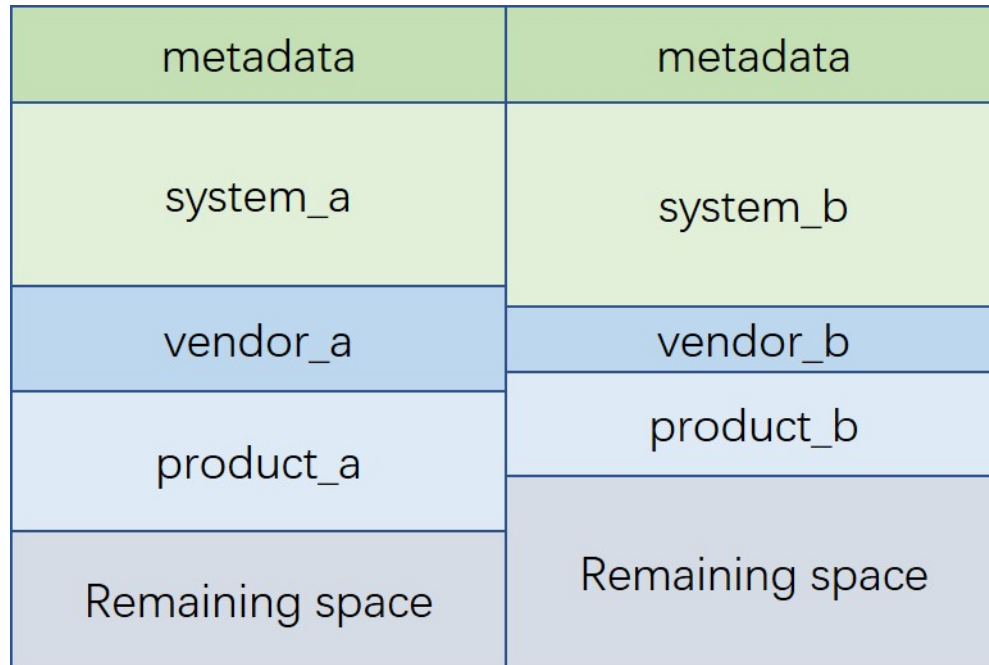 metadata
system_a
vendor_a
product_a
Remaining space
metadata
system_b
vendor_b
product_b
Remaining space